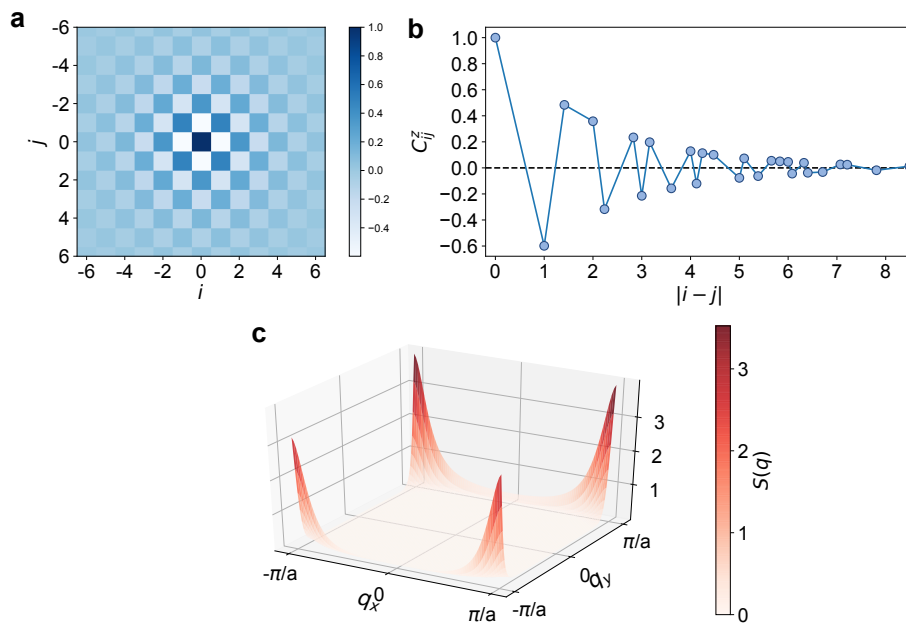 a
-6
-4
-2
0
2
4
6
j
-6 -4 -2 0 2 4 6
i
1.0
0.8
0.6
0.4
0.2
0.0
−0.2
−0.4
b
1.0
0.8
0.6
0.4
0.2
0.0
−0.2
−0.4
−0.6
C^z_ij
0 1 2 3 4 5 6 7 8
|i − j|
c
3
2
1
-π/a 0 π/a
q_x
-π/a 0 π/a
q_y
3
2
1
0
S(q)